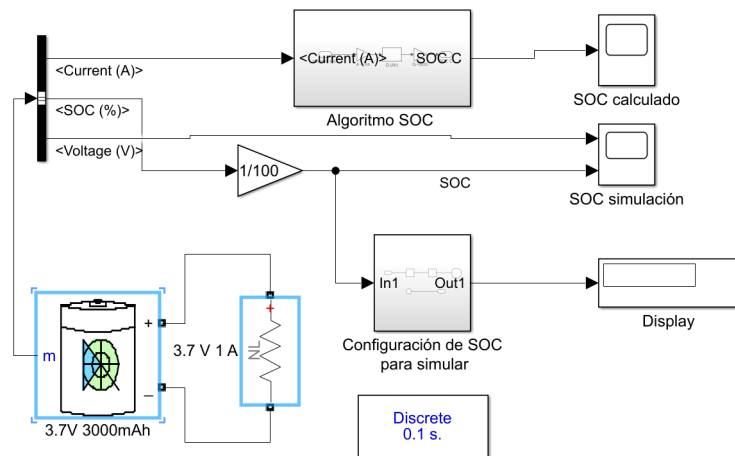 <Current (A)>
<Current (A)> SOC C
Algoritmo SOC
SOC calculado
<SOC (%)>
<Voltage (V)>
1/100
SOC
SOC simulación
In1 Out1
Configuración de SOC
para simular
Display
m
+
–
3.7V 3000mAh
3.7 V 1 A
+
NL
Discrete
0.1 s.